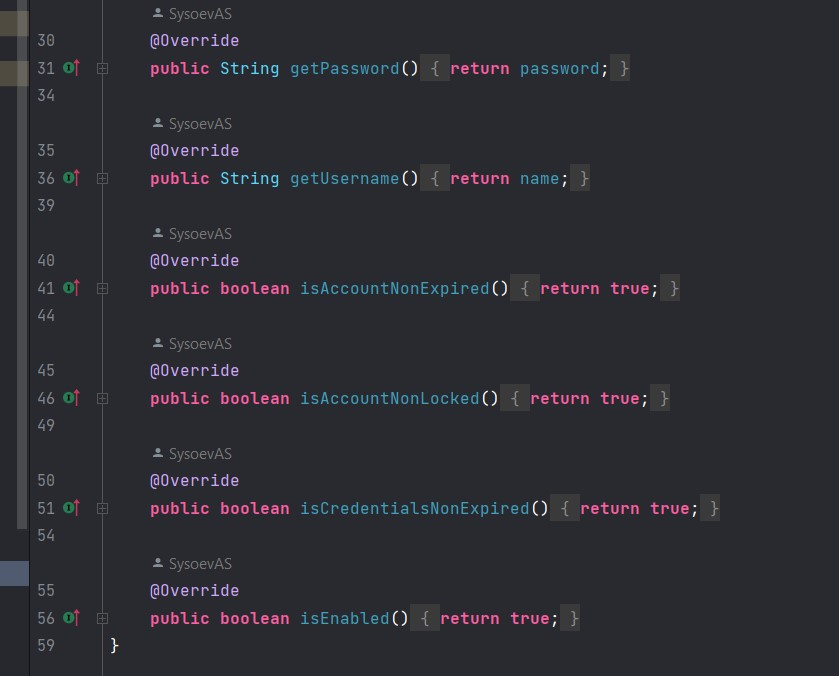 SysoevAS
30 @Override
31 public String getPassword() { return password; }
34
SysoevAS
35 @Override
36 public String getUsername() { return name; }
39
SysoevAS
40 @Override
41 public boolean isAccountNonExpired() { return true; }
44
SysoevAS
45 @Override
46 public boolean isAccountNonLocked() { return true; }
49
SysoevAS
50 @Override
51 public boolean isCredentialsNonExpired() { return true; }
54
SysoevAS
55 @Override
56 public boolean isEnabled() { return true; }
59 }